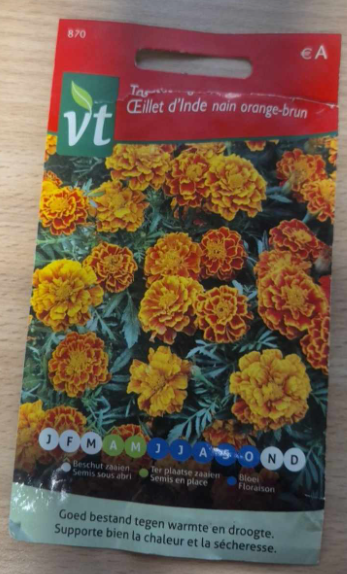 870
€A
vt
Œillet d'Inde nain orange-brun
J F M A M J J A S O N D
Beschut zaaien
Semis sous abri
Ter plaatse zaaien
Semis en place
Bloei
Floraison
Goed bestand tegen warmte en droogte.
Supporte bien la chaleur et la sécheresse.